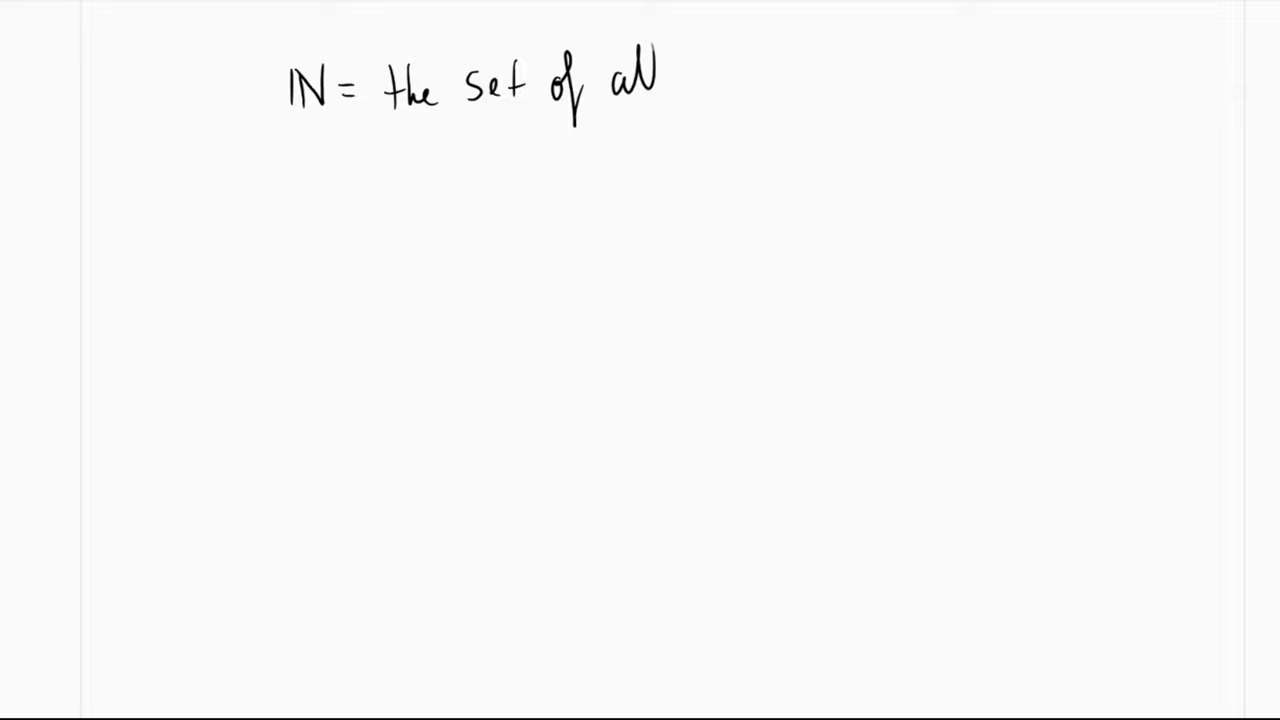 ℕ = the set of all